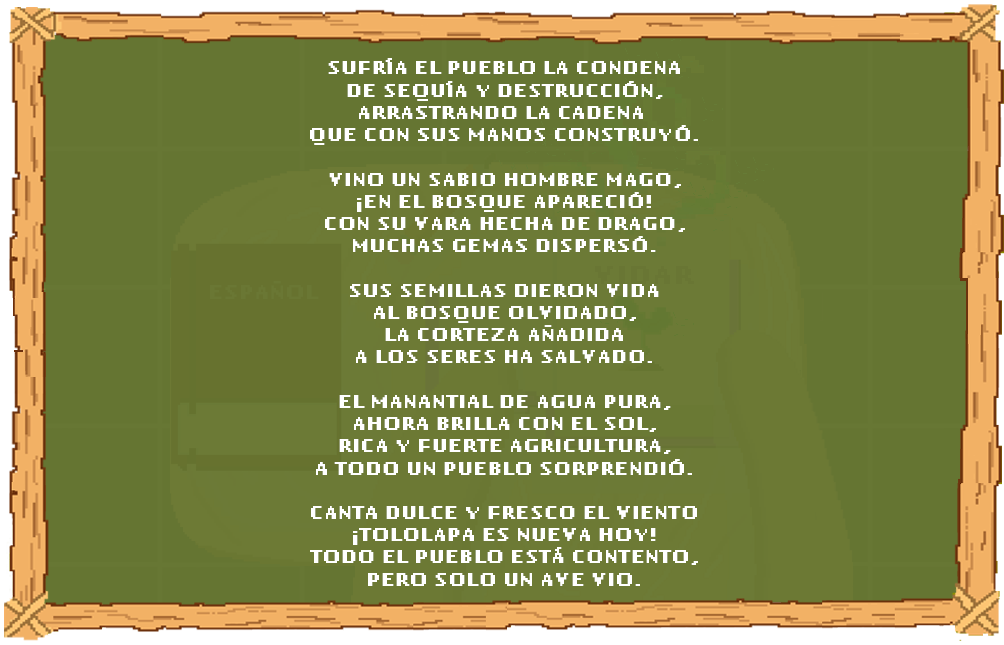 SUFRÍA EL PUEBLO LA CONDENA
DE SEQUÍA Y DESTRUCCIÓN,
ARRASTRANDO LA CADENA
QUE CON SUS MANOS CONSTRUYÓ.
VINO UN SABIO HOMBRE MAGO,
¡EN EL BOSQUE APARECIÓ!
CON SU VARA HECHA DE DRAGO,
MUCHAS GEMAS DISPERSÓ.
SUS SEMILLAS DIERON VIDA
AL BOSQUE OLVIDADO,
LA CORTEZA AÑADIDA
A LOS SERES HA SALVADO.
EL MANANTIAL DE AGUA PURA,
AHORA BRILLA CON EL SOL,
RICA Y FUERTE AGRICULTURA,
A TODO UN PUEBLO SORPRENDIÓ.
CANTA DULCE Y FRESCO EL VIENTO
¡TOLOLAPA ES NUEVA HOY!
TODO EL PUEBLO ESTÁ CONTENTO,
PERO SOLO UN AVE VIO.
ESPAÑOL
VIDAR